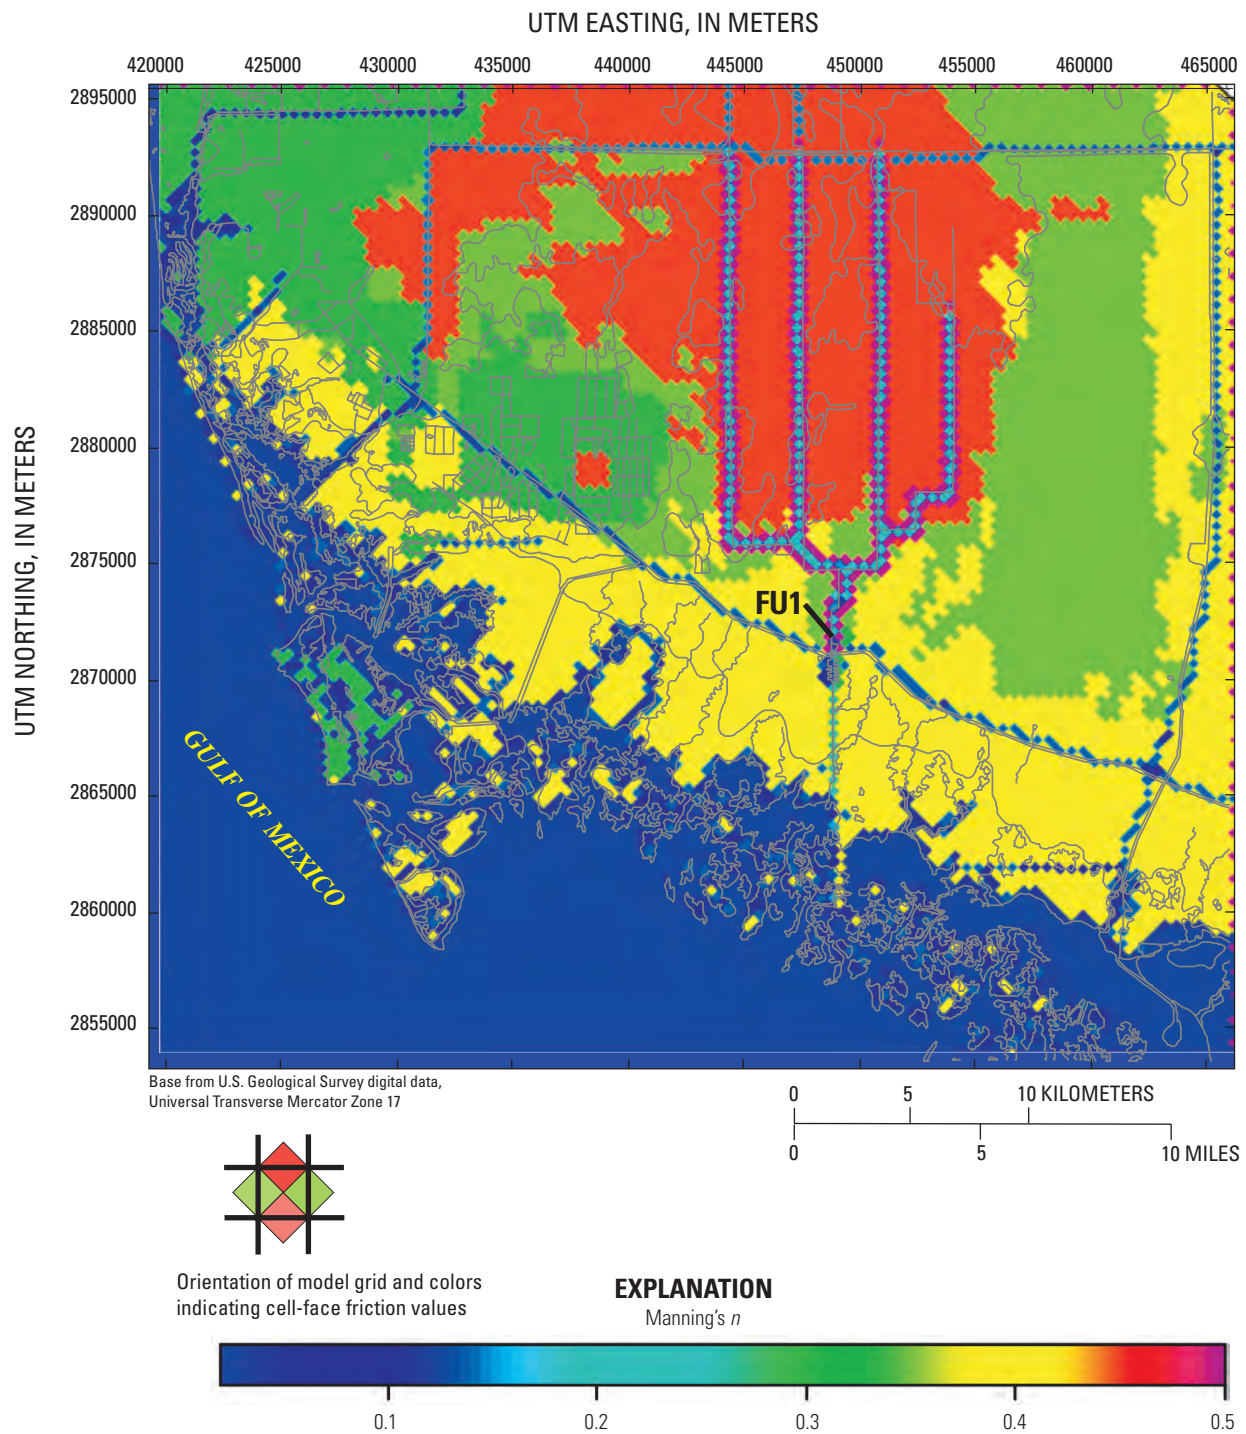 UTM EASTING, IN METERS
420000 425000 430000 435000 440000 445000 450000 455000 460000 465000
UTM NORTHING, IN METERS
2895000
2890000
2885000
2880000
2875000
2870000
2865000
2860000
2855000
FU1
GULF OF MEXICO
Base from U.S. Geological Survey digital data,
Universal Transverse Mercator Zone 17
0 5 10 KILOMETERS
0 5 10 MILES
Orientation of model grid and colors
indicating cell-face friction values
EXPLANATION
Manning's n
0.1 0.2 0.3 0.4 0.5